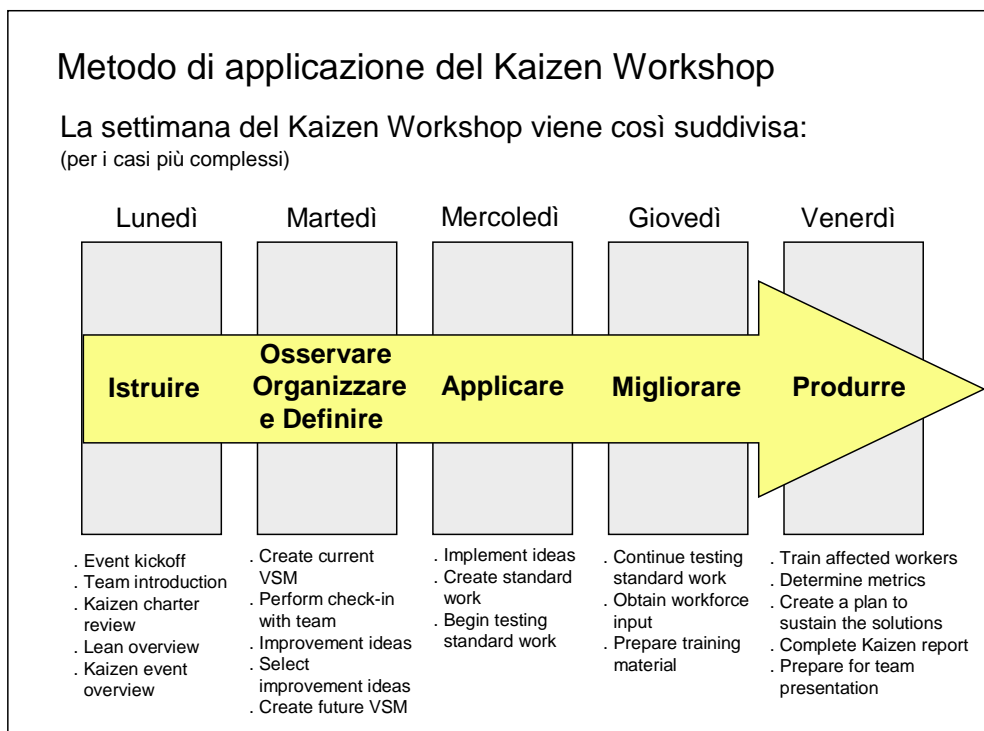 Metodo di applicazione del Kaizen Workshop
La settimana del Kaizen Workshop viene così suddivisa:
(per i casi più complessi)
Lunedì
Martedì
Mercoledì
Giovedì
Venerdì
Istruire
Osservare
Organizzare
e Definire
Applicare
Migliorare
Produrre
. Event kickoff
. Team introduction
. Kaizen charter
review
. Lean overview
. Kaizen event
overview
. Create current
VSM
. Perform check-in
with team
. Improvement ideas
. Select
improvement ideas
. Create future VSM
. Implement ideas
. Create standard
work
. Begin testing
standard work
. Continue testing
standard work
. Obtain workforce
input
. Prepare training
material
. Train affected workers
. Determine metrics
. Create a plan to
sustain the solutions
. Complete Kaizen report
. Prepare for team
presentation